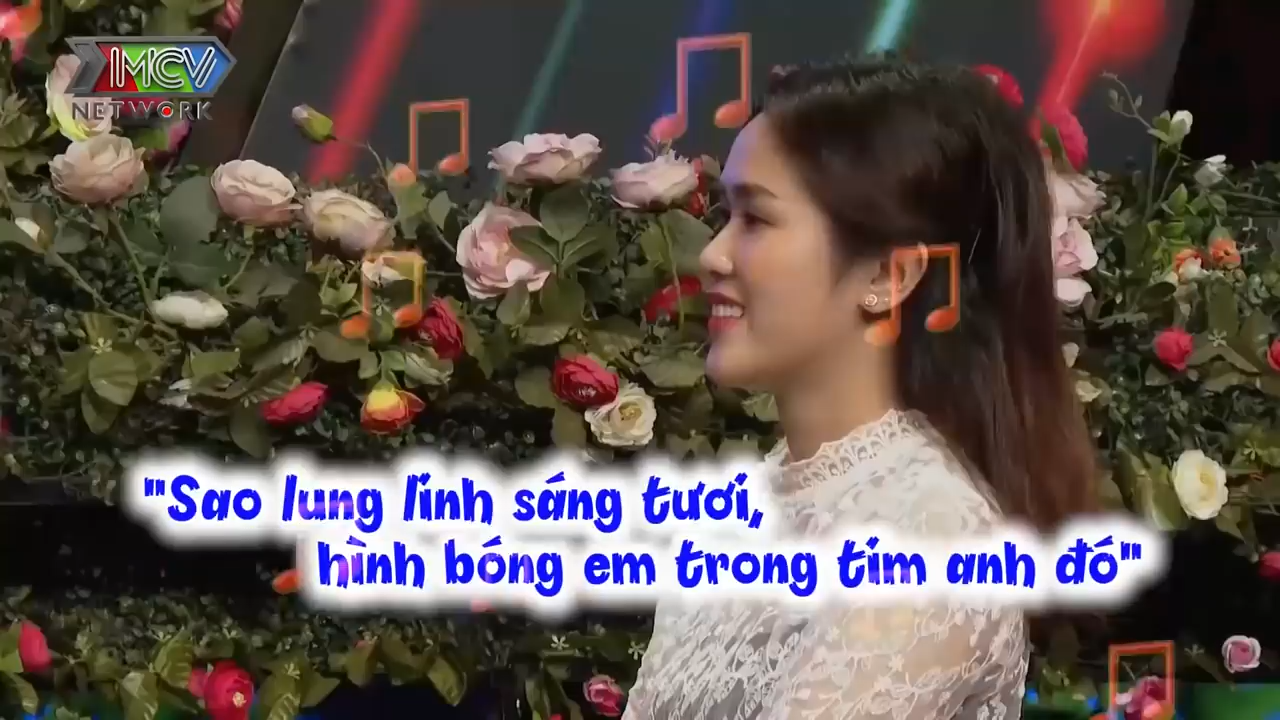 MCV
NETWORK
"'Sao lung linh sáng tươi,
hình bóng em trong tim anh đó'"